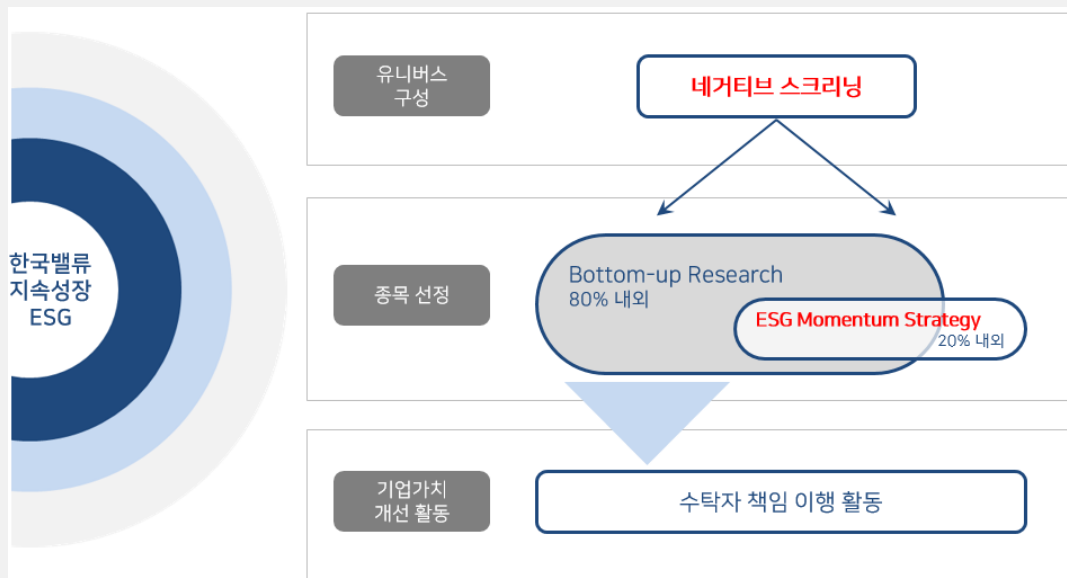 한국밸류
지속성장
ESG
유니버스
구성
네거티브 스크리닝
종목 선정
Bottom-up Research
80% 내외
ESG Momentum Strategy
20% 내외
기업가치
개선 활동
수탁자 책임 이행 활동